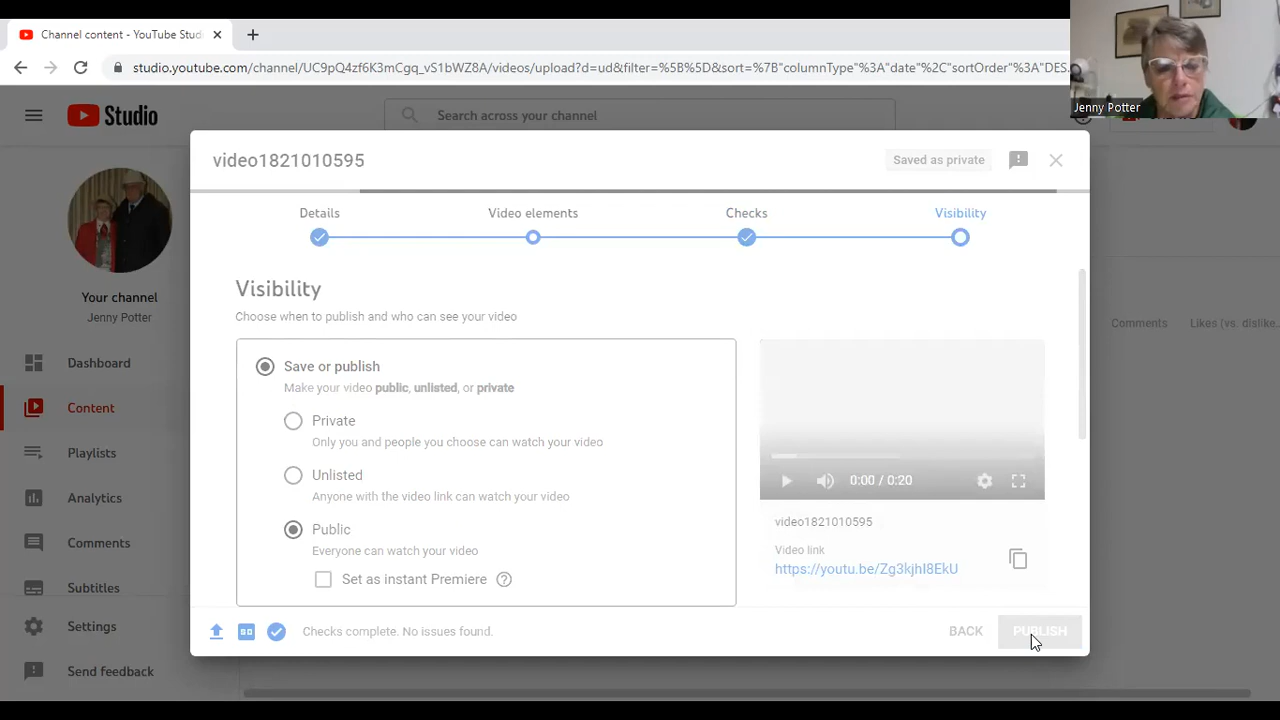 Channel content - YouTube Stud
studio.youtube.com/channel/UC9pQ4zf6K3mCgq_vS1bWZ8A/videos/upload?d=ud&filter=%5B%5D&sort=%7B"columnType"%3A"date"%2C"sortOrder"%3A"DES...
Jenny Potter
Studio
Search across your channel
video1821010595
Saved as private
Details
Video elements
Checks
Visibility
Your channel
Jenny Potter
Dashboard
Content
Playlists
Analytics
Comments
Subtitles
Settings
Send feedback
Visibility
Choose when to publish and who can see your video
Save or publish
Make your video public, unlisted, or private
Private
Only you and people you choose can watch your video
Unlisted
Anyone with the video link can watch your video
Public
Everyone can watch your video
Set as instant Premiere
0:00 / 0:20
video1821010595
Video link
https://youtu.be/Zg3kjhI8EkU
Comments
Likes (vs. dislike...
SD
Checks complete. No issues found.
BACK
PUBLISH